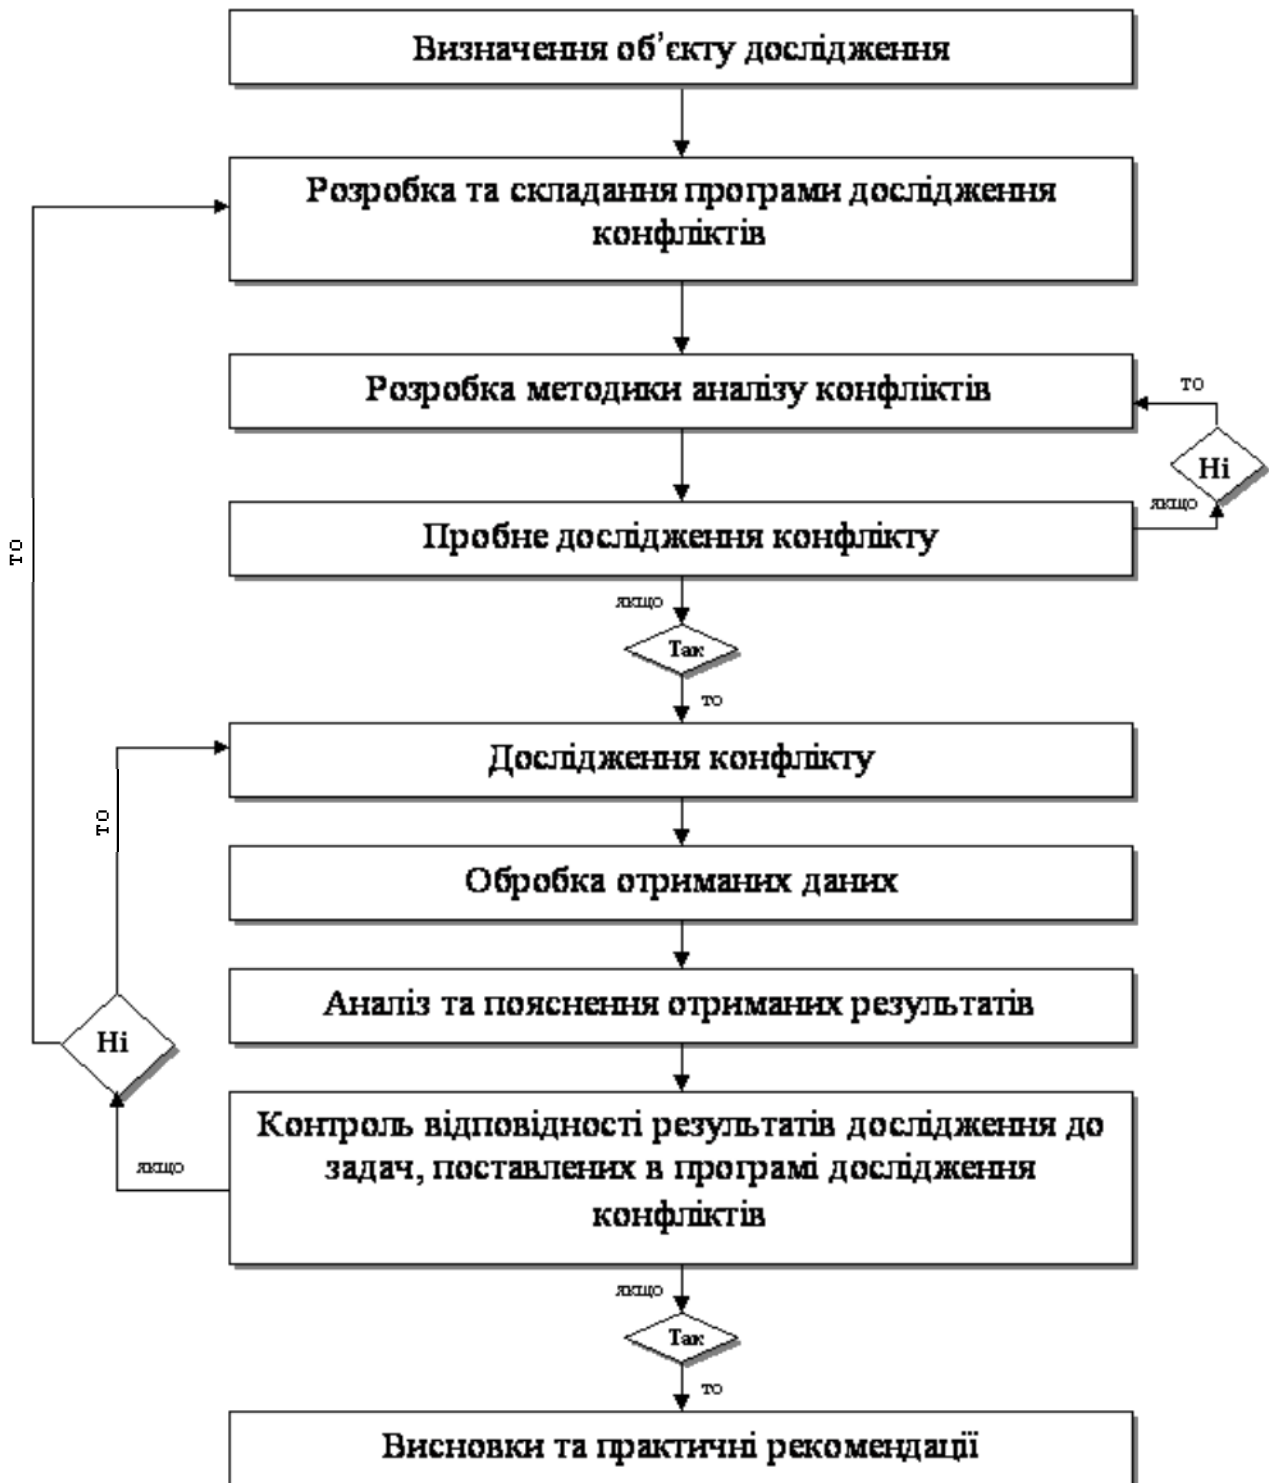 Визначення об’єкту дослідження
Розробка та складання програми дослідження
конфліктів
Розробка методики аналізу конфліктів
то
Ні
якщо
Пробне дослідження конфлікту
якщо
Так
то
то
Дослідження конфлікту
то
Обробка отриманих даних
Аналіз та пояснення отриманих результатів
Ні
якщо
Контроль відповідності результатів дослідження до
задач, поставлених в програмі дослідження
конфліктів
якщо
Так
то
Висновки та практичні рекомендації